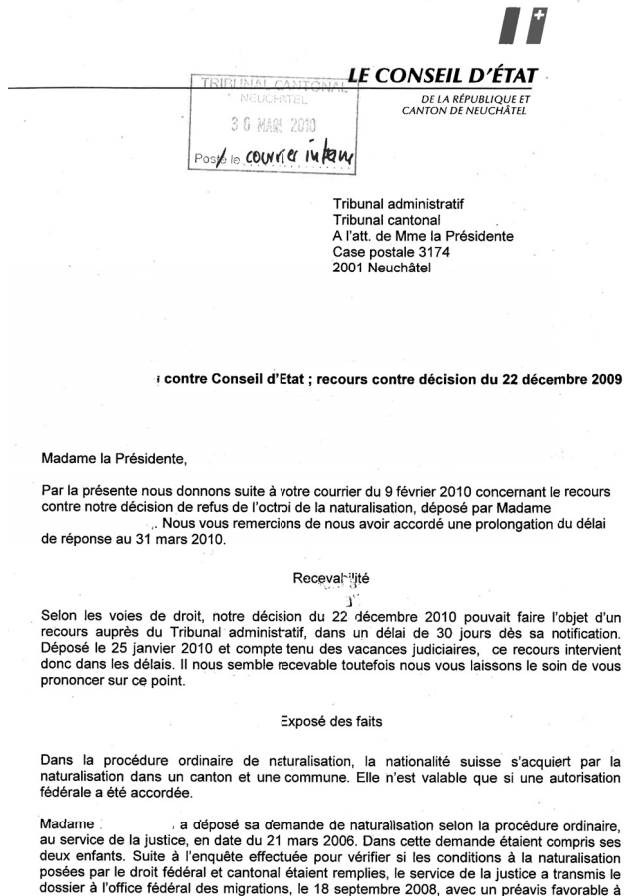 LE CONSEIL D'ÉTAT
DE LA RÉPUBLIQUE ET
CANTON DE NEUCHÂTEL
TRIBUNAL CANTONAL
NEUCHATEL
30 MARS 2010
Posté le courrier interne
Tribunal administratif
Tribunal cantonal
A l'att. de Mme la Présidente
Case postale 3174
2001 Neuchâtel
contre Conseil d'Etat ; recours contre décision du 22 décembre 2009
Madame la Présidente,
Par la présente nous donnons suite à votre courrier du 9 février 2010 concernant le recours
contre notre décision de refus de l'octroi de la naturalisation, déposé par Madame
. Nous vous remercions de nous avoir accordé une prolongation du délai
de réponse au 31 mars 2010.
Recevabilité
Selon les voies de droit, notre décision du 22 décembre 2010 pouvait faire l'objet d'un
recours auprès du Tribunal administratif, dans un délai de 30 jours dès sa notification.
Déposé le 25 janvier 2010 et compte tenu des vacances judiciaires, ce recours intervient
donc dans les délais. Il nous semble recevable toutefois nous vous laissons le soin de vous
prononcer sur ce point.
Exposé des faits
Dans la procédure ordinaire de naturalisation, la nationalité suisse s'acquiert par la
naturalisation dans un canton et une commune. Elle n'est valable que si une autorisation
fédérale a été accordée.
Madame a déposé sa demande de naturalisation selon la procédure ordinaire,
au service de la justice, en date du 21 mars 2006. Dans cette demande étaient compris ses
deux enfants. Suite à l'enquête effectuée pour vérifier si les conditions à la naturalisation
posées par le droit fédéral et cantonal étaient remplies, le service de la justice a transmis le
dossier à l'office fédéral des migrations, le 18 septembre 2008, avec un préavis favorable à